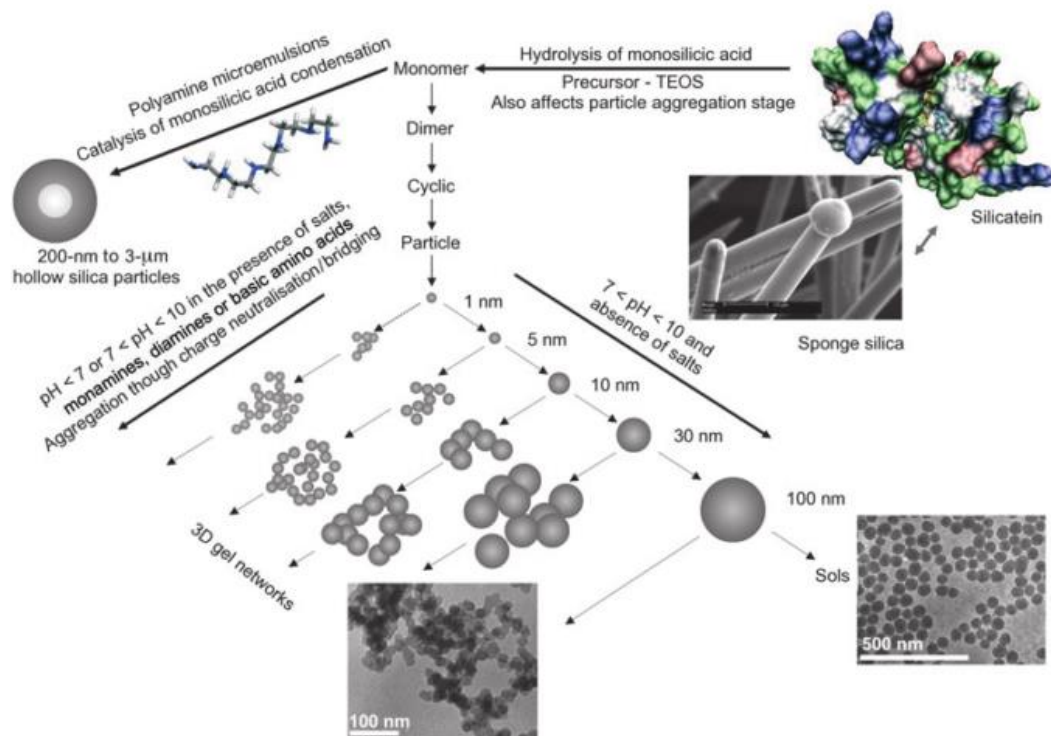 Polyamine microemulsions
Catalysis of monosilicic acid condensation
Monomer
Hydrolysis of monosilicic acid
Precursor - TEOS
Also affects particle aggregation stage
Dimer
Cyclic
Particle
Silicatein
200-nm to 3-µm
hollow silica particles
Sponge silica
pH < 7 or 7 < pH < 10 in the presence of salts,
monamines, diamines or basic amino acids
Aggregation though charge neutralisation/bridging
7 < pH < 10 and
absence of salts
1 nm
5 nm
10 nm
30 nm
100 nm
3D gel networks
Sols
500 nm
100 nm